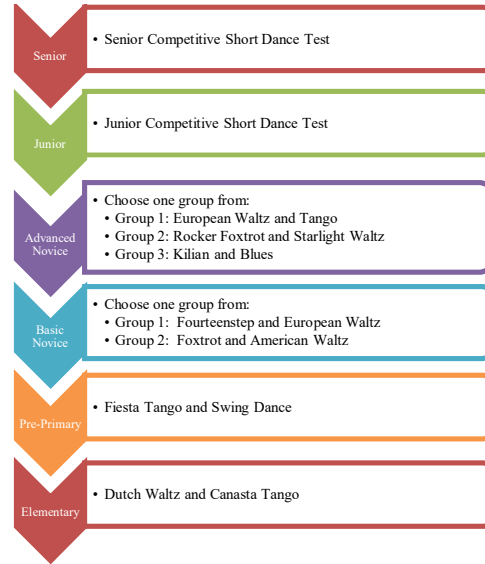 Senior
• Senior Competitive Short Dance Test
Junior
• Junior Competitive Short Dance Test
Advanced
Novice
• Choose one group from:
• Group 1: European Waltz and Tango
• Group 2: Rocker Foxtrot and Starlight Waltz
• Group 3: Kilian and Blues
Basic
Novice
• Choose one group from:
• Group 1: Fourteenstep and European Waltz
• Group 2: Foxtrot and American Waltz
Pre-Primary
• Fiesta Tango and Swing Dance
Elementary
• Dutch Waltz and Canasta Tango